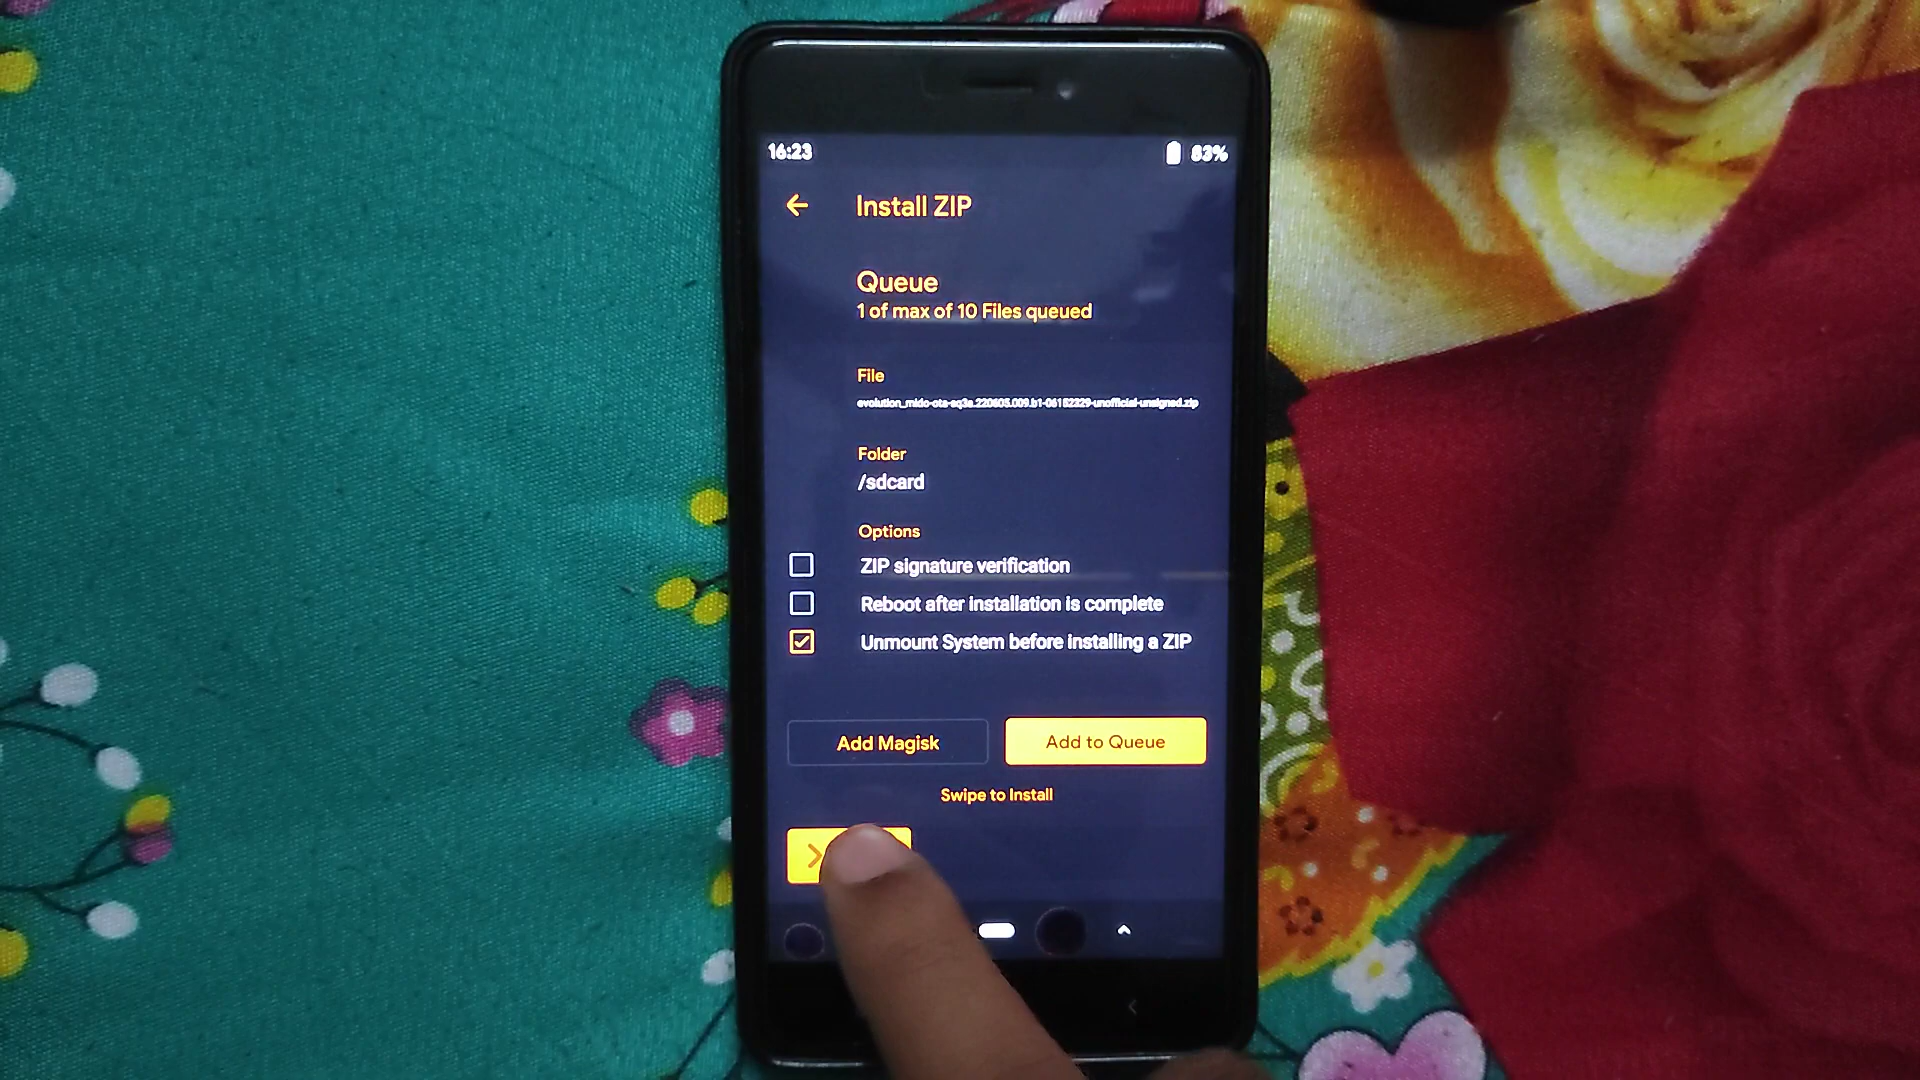 16:23
83%
Install ZIP
Queue
1 of max of 10 Files queued
File
evolution_mido-ota-sq3a.220605.009.b1-06152329-unofficial-unsigned.zip
Folder
/sdcard
Options
ZIP signature verification
Reboot after installation is complete
Unmount System before installing a ZIP
Add Magisk
Add to Queue
Swipe to Install